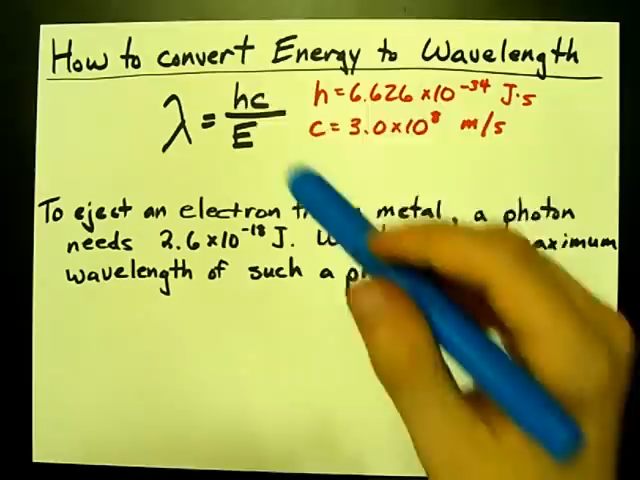 How to convert Energy to Wavelength
λ = hc/E
h = 6.626 × 10⁻³⁴ J·s
c = 3.0 × 10⁸ m/s
To eject an electron metal, a photon
needs 2.6 × 10⁻¹⁸ J.
wavelength of such a